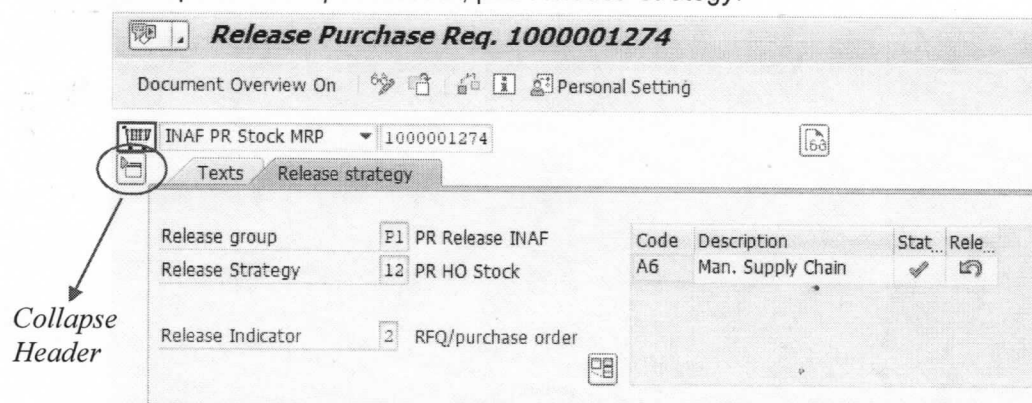 Release Purchase Req. 1000001274
Document Overview On Personal Setting
INAF PR Stock MRP 1000001274
Texts Release strategy
Release group P1 PR Release INAF
Release Strategy 12 PR HO Stock
Release Indicator 2 RFQ/purchase order
Code Description Stat... Rele...
A6 Man. Supply Chain
Collapse
Header